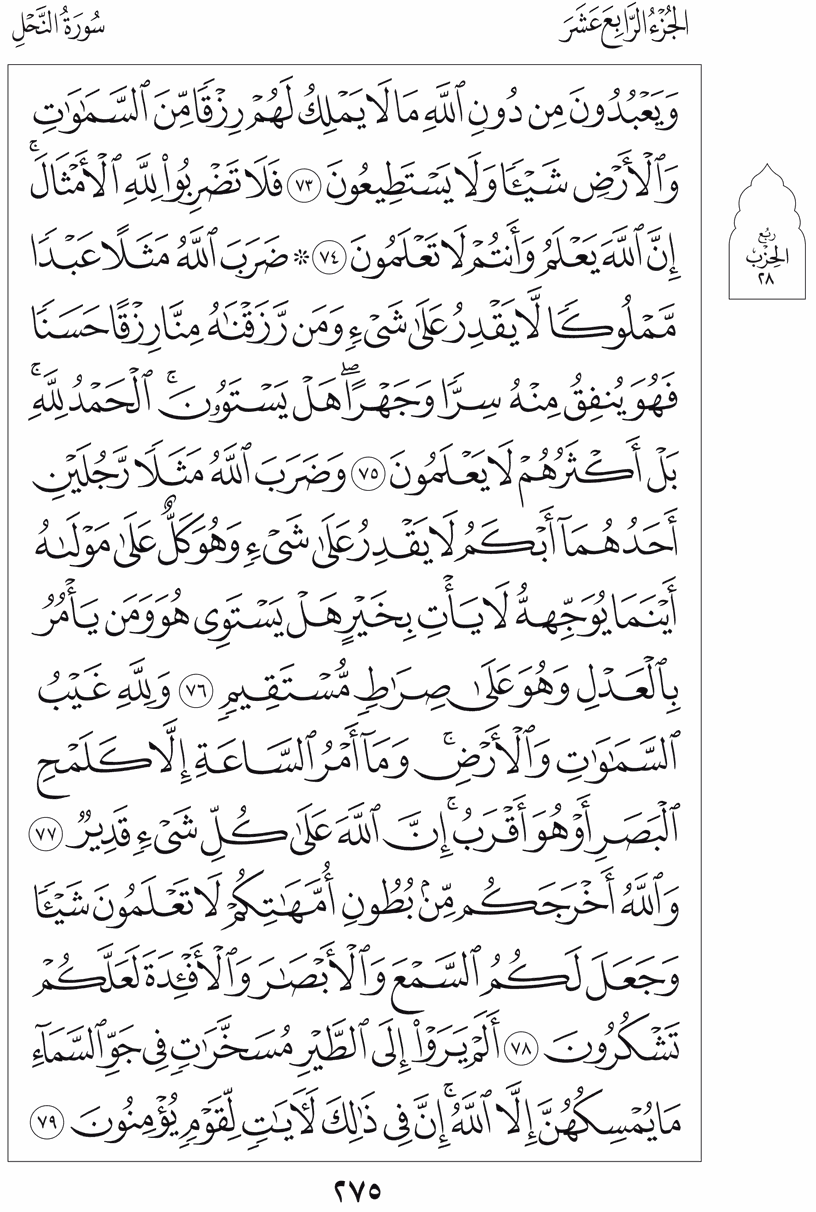 الجُزْءُ الرَّابِعَ عَشَرَ
سُورَةُ النَّحْلِ
وَيَعْبُدُونَ مِن دُونِ ٱللَّهِ مَا لَا يَمْلِكُ لَهُمْ رِزْقًا مِّنَ ٱلسَّمَٰوَٰتِ
وَٱلْأَرْضِ شَيْـًٔا وَلَا يَسْتَطِيعُونَ ٧٣ فَلَا تَضْرِبُوا۟ لِلَّهِ ٱلْأَمْثَالَ ۚ
إِنَّ ٱللَّهَ يَعْلَمُ وَأَنتُمْ لَا تَعْلَمُونَ ٧٤ ۞ ضَرَبَ ٱللَّهُ مَثَلًا عَبْدًا
رُبْعُ
الحِزْبِ
٢٨
مَّمْلُوكًا لَّا يَقْدِرُ عَلَىٰ شَىْءٍ وَمَن رَّزَقْنَٰهُ مِنَّا رِزْقًا حَسَنًا
فَهُوَ يُنفِقُ مِنْهُ سِرًّا وَجَهْرًا ۖ هَلْ يَسْتَوُۥنَ ۚ ٱلْحَمْدُ لِلَّهِ ۚ
بَلْ أَكْثَرُهُمْ لَا يَعْلَمُونَ ٧٥ وَضَرَبَ ٱللَّهُ مَثَلًا رَّجُلَيْنِ
أَحَدُهُمَآ أَبْكَمُ لَا يَقْدِرُ عَلَىٰ شَىْءٍ وَهُوَ كَلٌّ عَلَىٰ مَوْلَىٰهُ
أَيْنَمَا يُوَجِّههُّ لَا يَأْتِ بِخَيْرٍ هَلْ يَسْتَوِى هُوَ وَمَن يَأْمُرُ
بِٱلْعَدْلِ وَهُوَ عَلَىٰ صِرَٰطٍ مُّسْتَقِيمٍ ٧٦ وَلِلَّهِ غَيْبُ
ٱلسَّمَٰوَٰتِ وَٱلْأَرْضِ ۚ وَمَآ أَمْرُ ٱلسَّاعَةِ إِلَّا كَلَمْحِ
ٱلْبَصَرِ أَوْ هُوَ أَقْرَبُ ۚ إِنَّ ٱللَّهَ عَلَىٰ كُلِّ شَىْءٍ قَدِيرٌ ٧٧
وَٱللَّهُ أَخْرَجَكُم مِّنۢ بُطُونِ أُمَّهَٰتِكُمْ لَا تَعْلَمُونَ شَيْـًٔا
وَجَعَلَ لَكُمُ ٱلسَّمْعَ وَٱلْأَبْصَٰرَ وَٱلْأَفْـِٔدَةَ لَعَلَّكُمْ
تَشْكُرُونَ ٧٨ أَلَمْ يَرَوْا۟ إِلَى ٱلطَّيْرِ مُسَخَّرَٰتٍ فِى جَوِّ ٱلسَّمَآءِ
مَا يُمْسِكُهُنَّ إِلَّا ٱللَّهُ ۚ إِنَّ فِى ذَٰلِكَ لَـَٔايَٰتٍ لِّقَوْمٍ يُؤْمِنُونَ ٧٩
٢٧٥